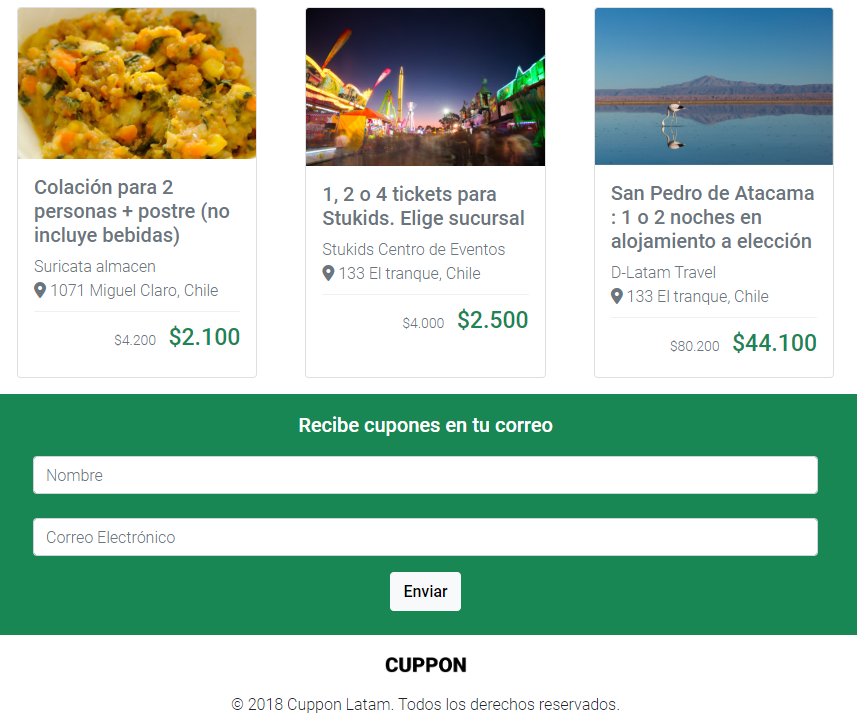 Colación para 2
personas + postre (no
incluye bebidas)
Suricata almacen
1071 Miguel Claro, Chile
$4.200 $2.100
1, 2 o 4 tickets para
Stukids. Elige sucursal
Stukids Centro de Eventos
133 El tranque, Chile
$4.000 $2.500
San Pedro de Atacama
: 1 o 2 noches en
alojamiento a elección
D-Latam Travel
133 El tranque, Chile
$80.200 $44.100
Recibe cupones en tu correo
Nombre
Correo Electrónico
Enviar
CUPPON
© 2018 Cuppon Latam. Todos los derechos reservados.